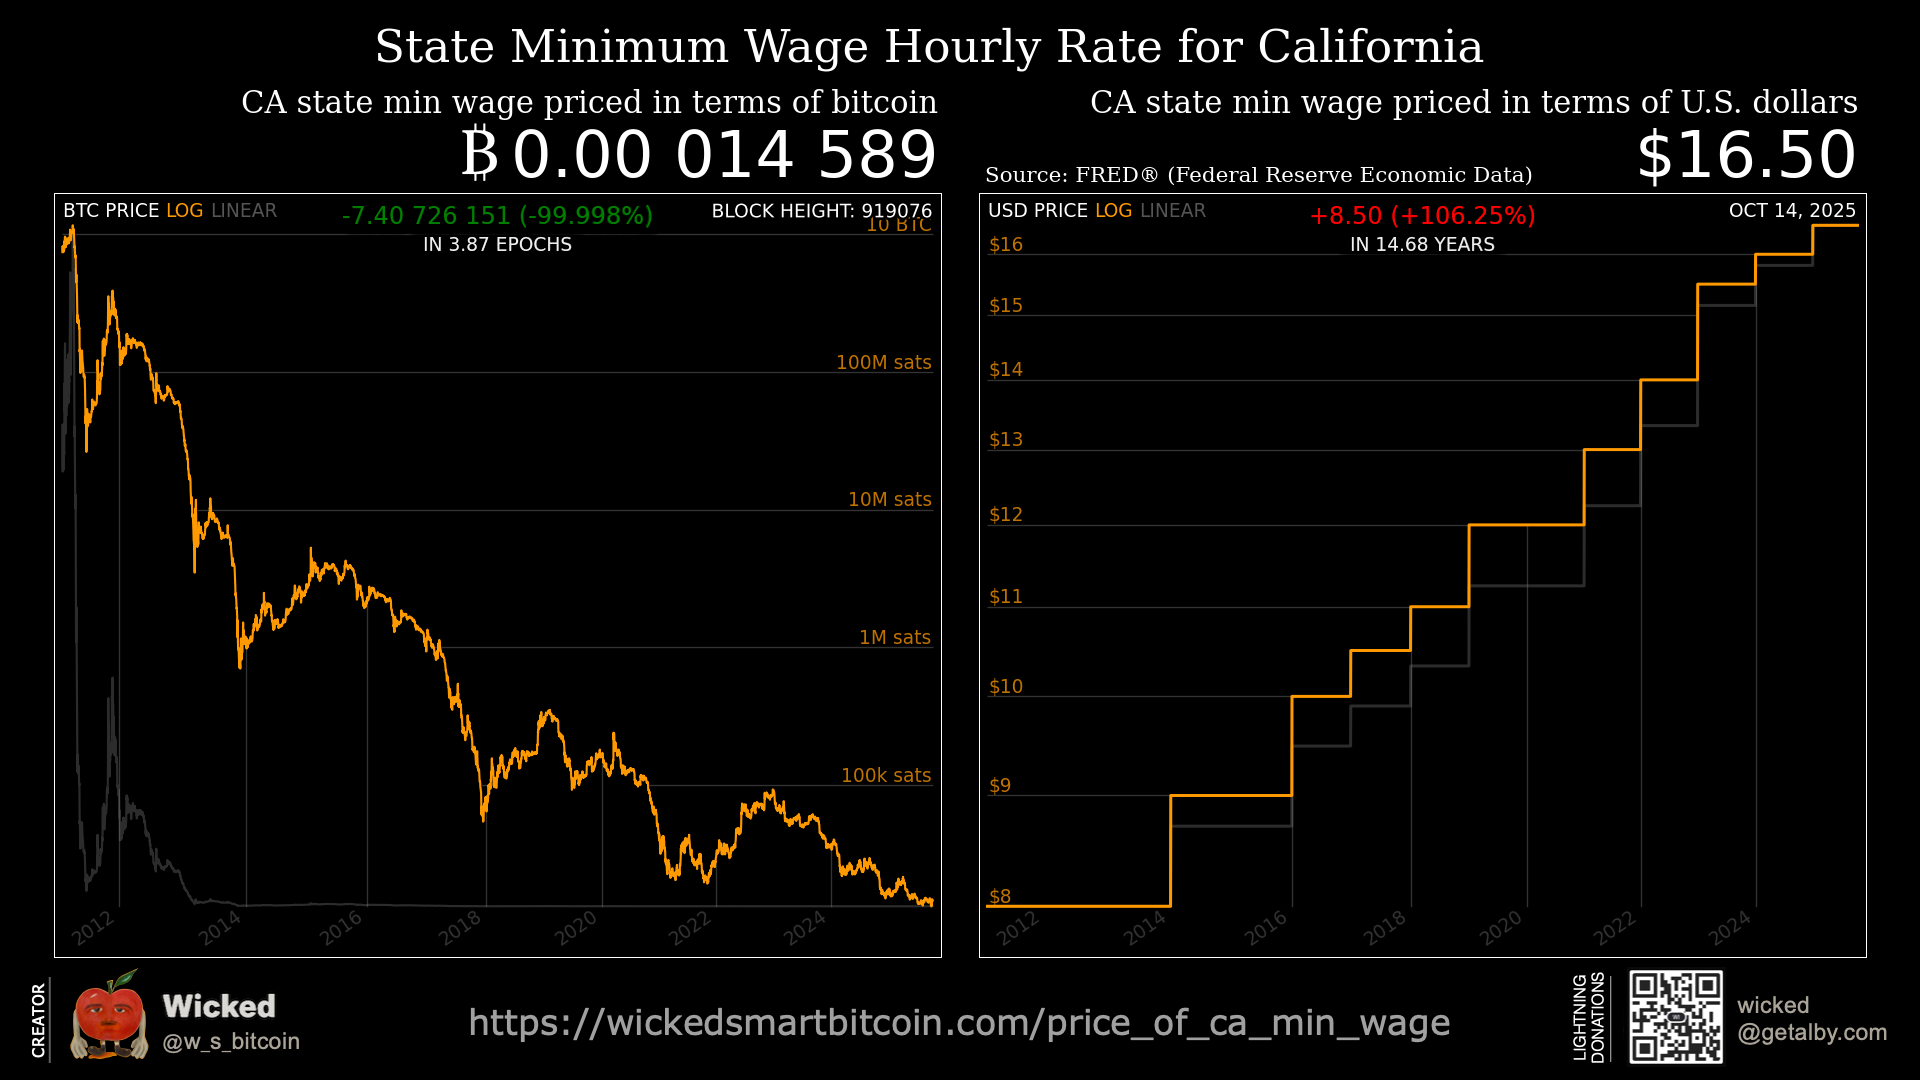 State Minimum Wage Hourly Rate for California
CA state min wage priced in terms of bitcoin
₿ 0.00 014 589
BTC PRICE LOG LINEAR
-7.40 726 151 (-99.998%)
IN 3.87 EPOCHS
BLOCK HEIGHT: 919076
10 BTC
100M sats
10M sats
1M sats
100k sats
2012 2014 2016 2018 2020 2022 2024
CA state min wage priced in terms of U.S. dollars
$16.50
Source: FRED® (Federal Reserve Economic Data)
USD PRICE LOG LINEAR
+8.50 (+106.25%)
IN 14.68 YEARS
OCT 14, 2025
$16
$15
$14
$13
$12
$11
$10
$9
$8
2012 2014 2016 2018 2020 2022 2024
CREATOR
Wicked
@w_s_bitcoin
https://wickedsmartbitcoin.com/price_of_ca_min_wage
LIGHTNING
DONATIONS
wicked
@getalby.com